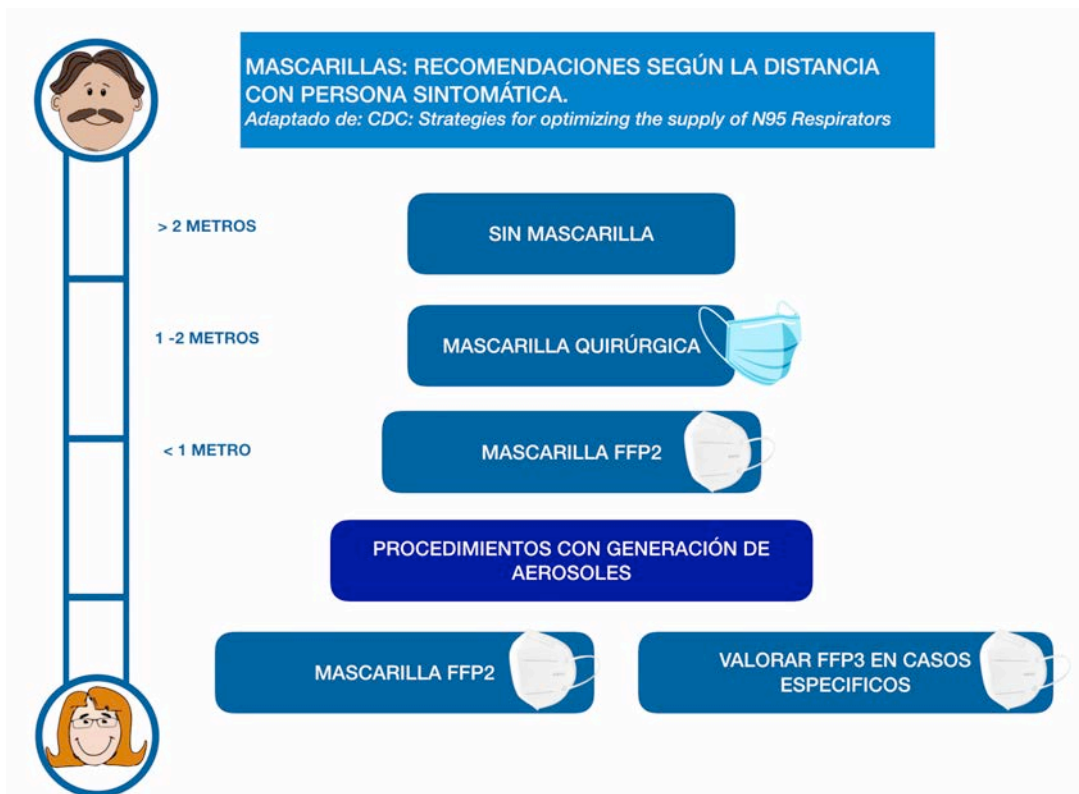 MASCARILLAS: RECOMENDACIONES SEGÚN LA DISTANCIA
CON PERSONA SINTOMÁTICA.
Adaptado de: CDC: Strategies for optimizing the supply of N95 Respirators
> 2 METROS
SIN MASCARILLA
1 -2 METROS
MASCARILLA QUIRÚRGICA
< 1 METRO
MASCARILLA FFP2
PROCEDIMIENTOS CON GENERACIÓN DE
AEROSOLES
MASCARILLA FFP2
VALORAR FFP3 EN CASOS
ESPECIFICOS